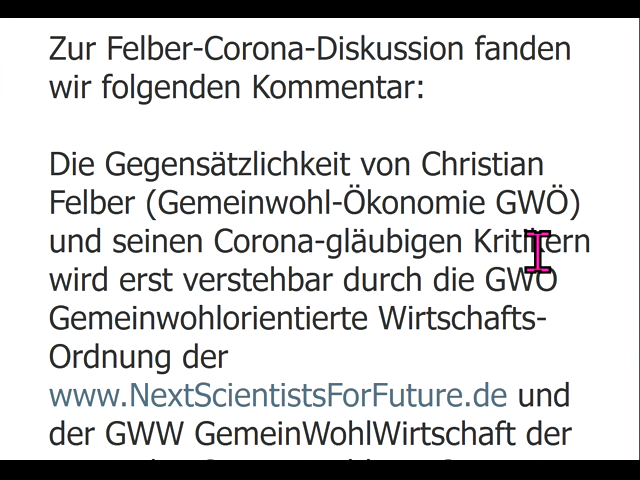 Zur Felber-Corona-Diskussion fanden
wir folgenden Kommentar:
Die Gegensätzlichkeit von Christian
Felber (Gemeinwohl-Ökonomie GWÖ)
und seinen Corona-gläubigen Kritikern
wird erst verstehbar durch die GWO
Gemeinwohlorientierte Wirtschafts-
Ordnung der
www.NextScientistsForFuture.de und
der GWW GemeinWohlWirtschaft der